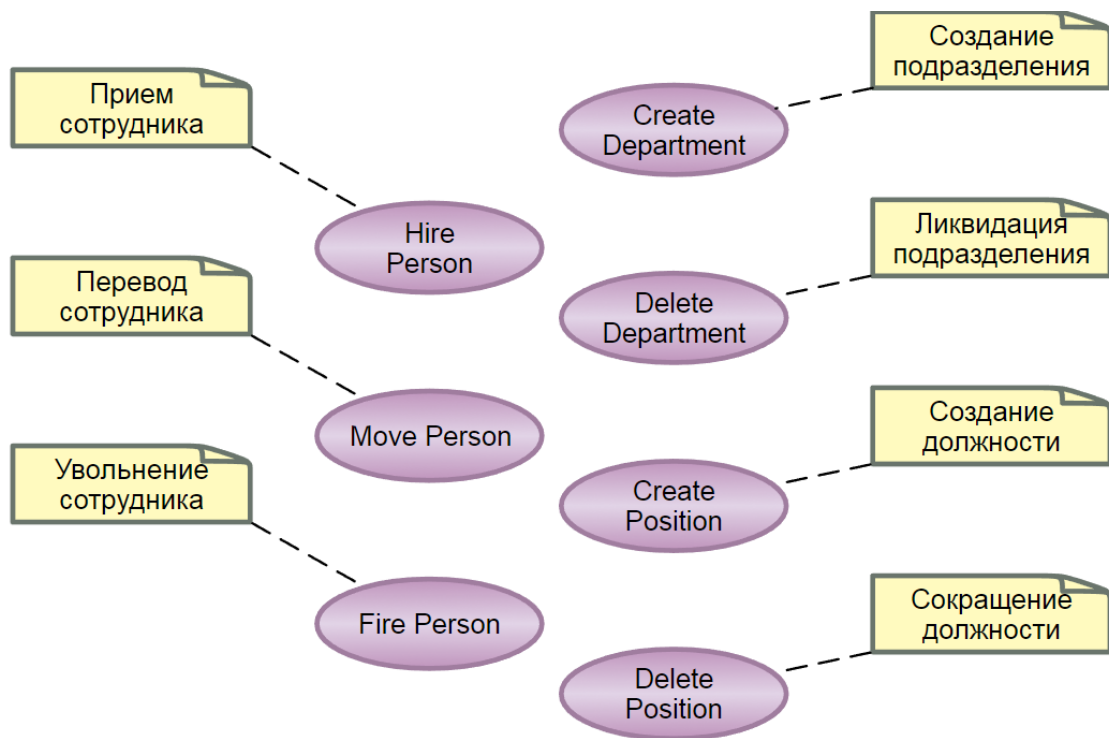 Прием
сотрудника
Hire
Person
Перевод
сотрудника
Move Person
Увольнение
сотрудника
Fire Person
Создание
подразделения
Create
Department
Ликвидация
подразделения
Delete
Department
Создание
должности
Create
Position
Сокращение
должности
Delete
Position